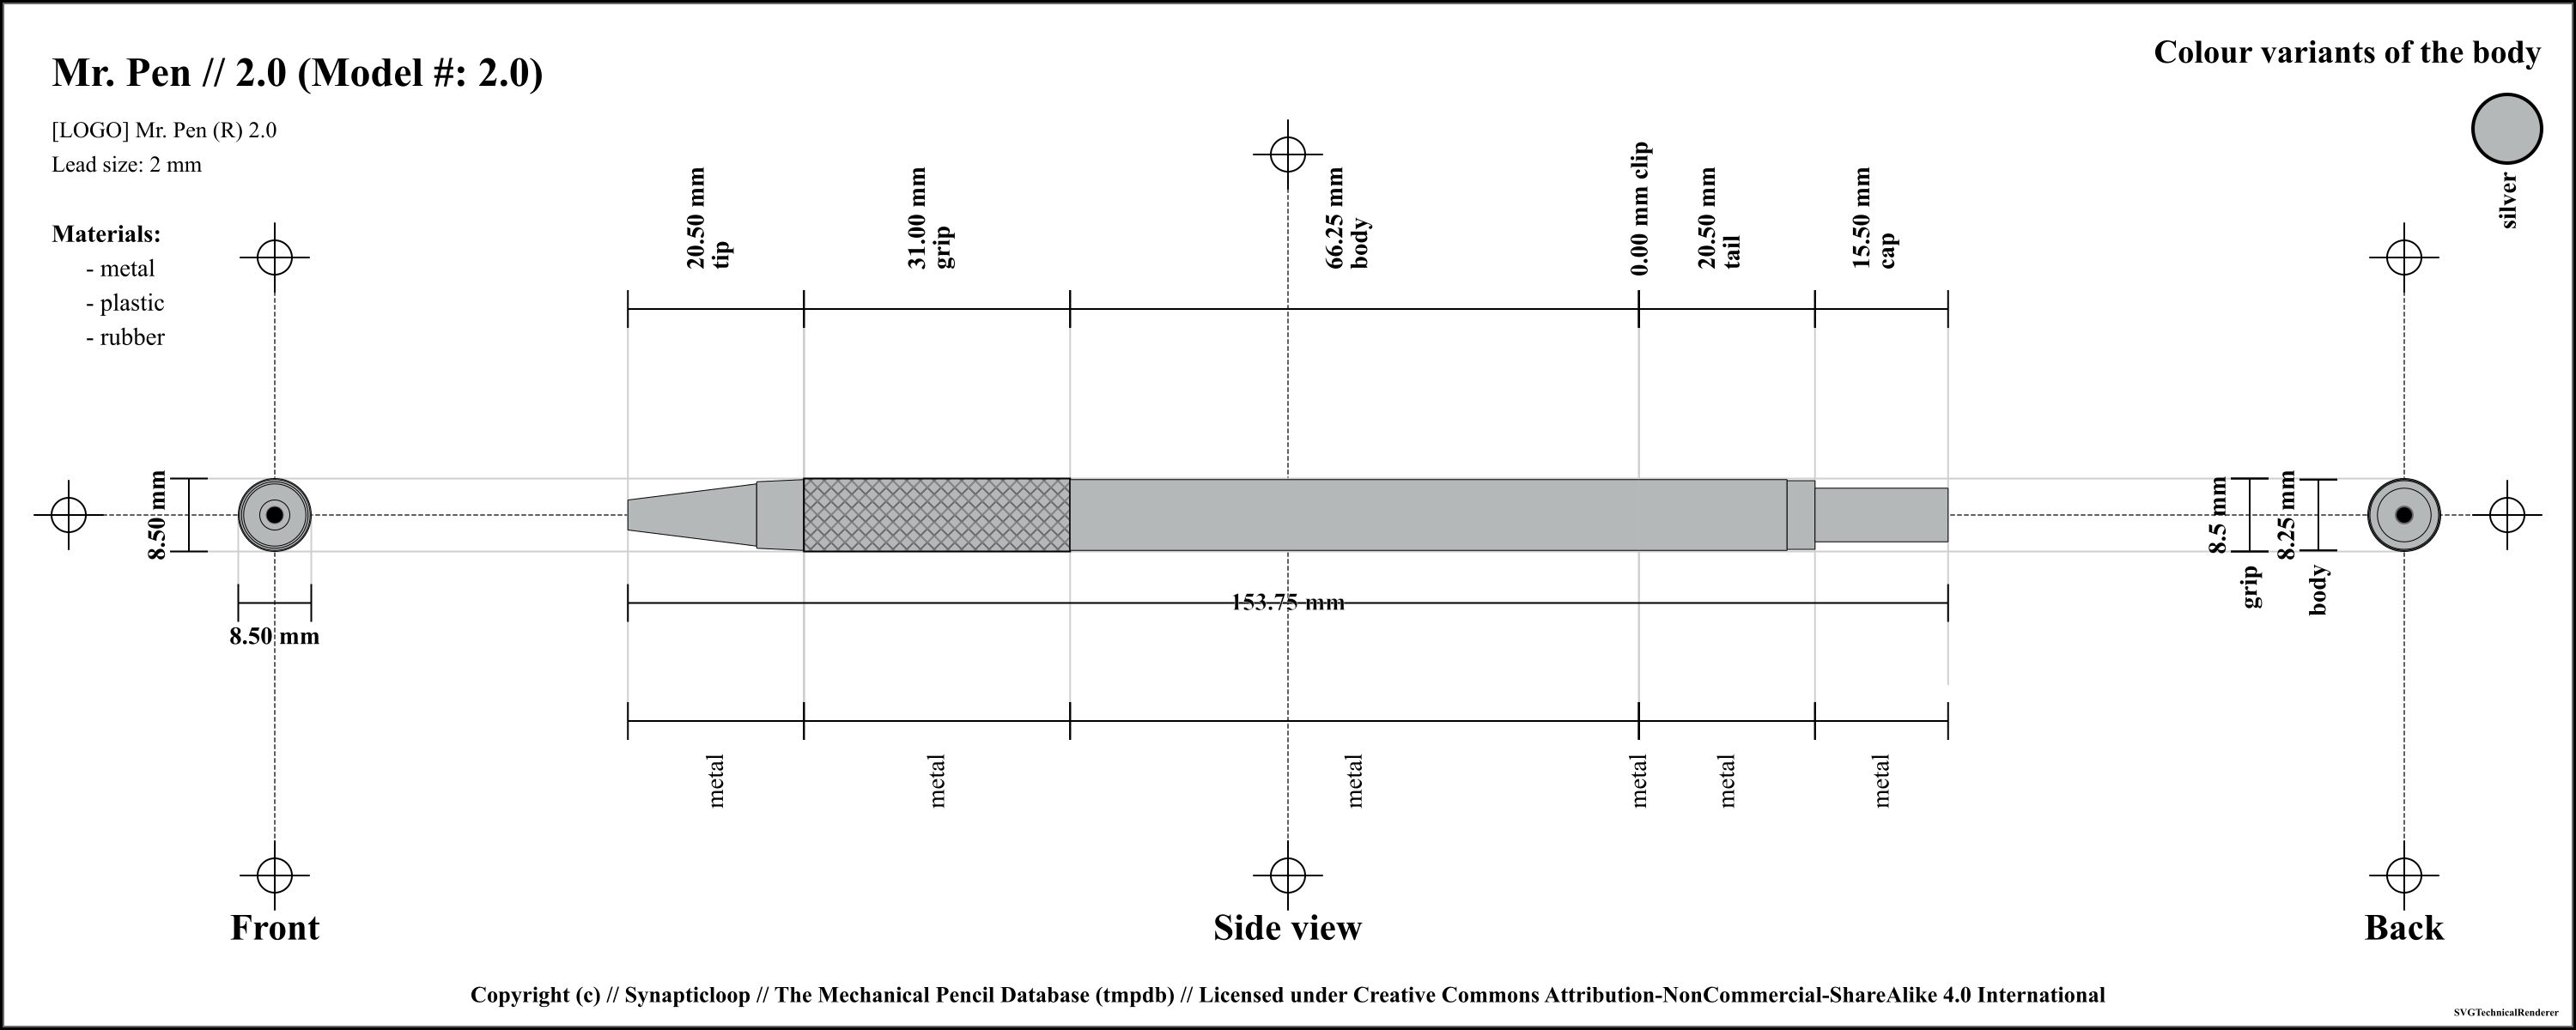 Mr. Pen // 2.0 (Model #: 2.0)
[LOGO] Mr. Pen (R) 2.0
Lead size: 2 mm
Materials:
- metal
- plastic
- rubber
Colour variants of the body
silver
20.50 mm
tip
31.00 mm
grip
66.25 mm
body
0.00 mm clip
20.50 mm
tail
15.50 mm
cap
8.50 mm
8.50 mm
153.75 mm
8.5 mm
grip
8.25 mm
body
metal
metal
metal
metal
metal
metal
Front
Side view
Back
Copyright (c) // Synapticloop // The Mechanical Pencil Database (tmpdb) // Licensed under Creative Commons Attribution-NonCommercial-ShareAlike 4.0 International
SVGTechnicalRenderer